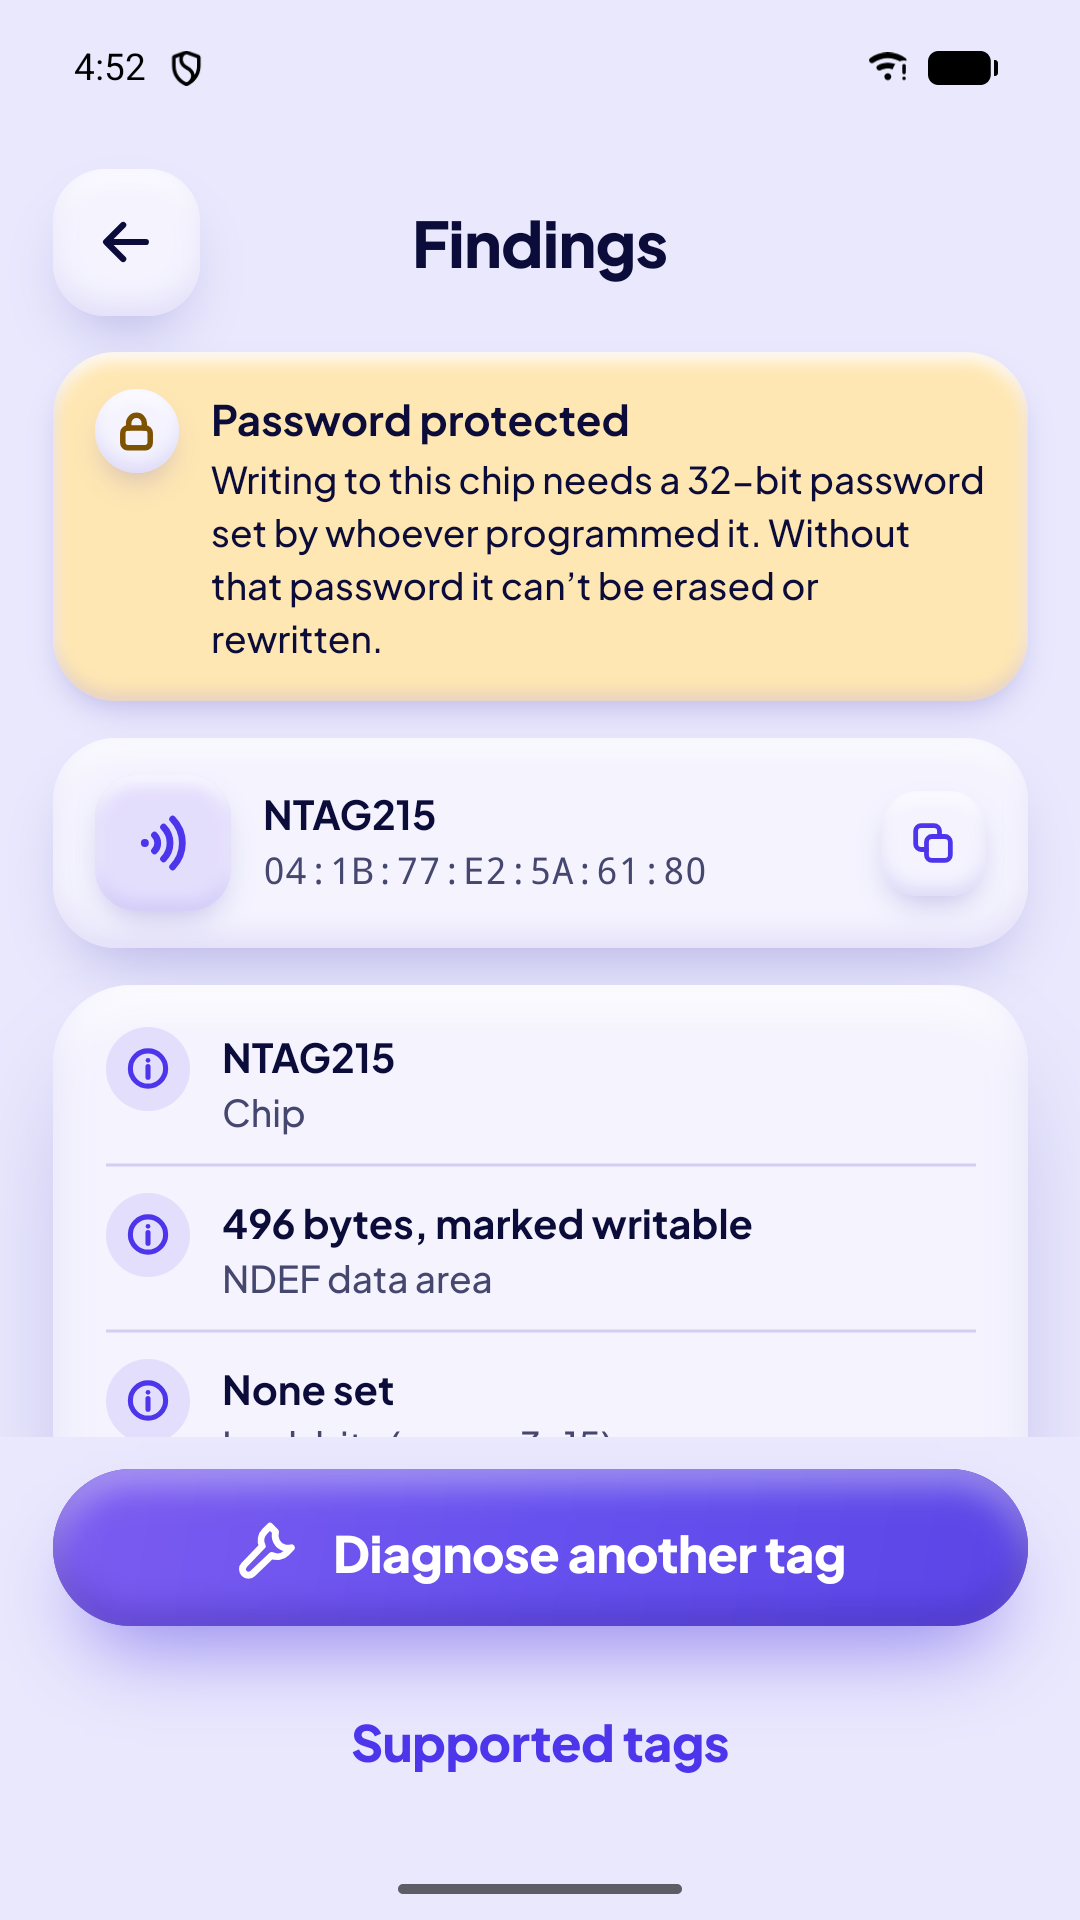 4:52
Findings
Password protected
Writing to this chip needs a 32-bit password
set by whoever programmed it. Without
that password it can’t be erased or
rewritten.
NTAG215
04:1B:77:E2:5A:61:80
NTAG215
Chip
496 bytes, marked writable
NDEF data area
None set
Diagnose another tag
Supported tags